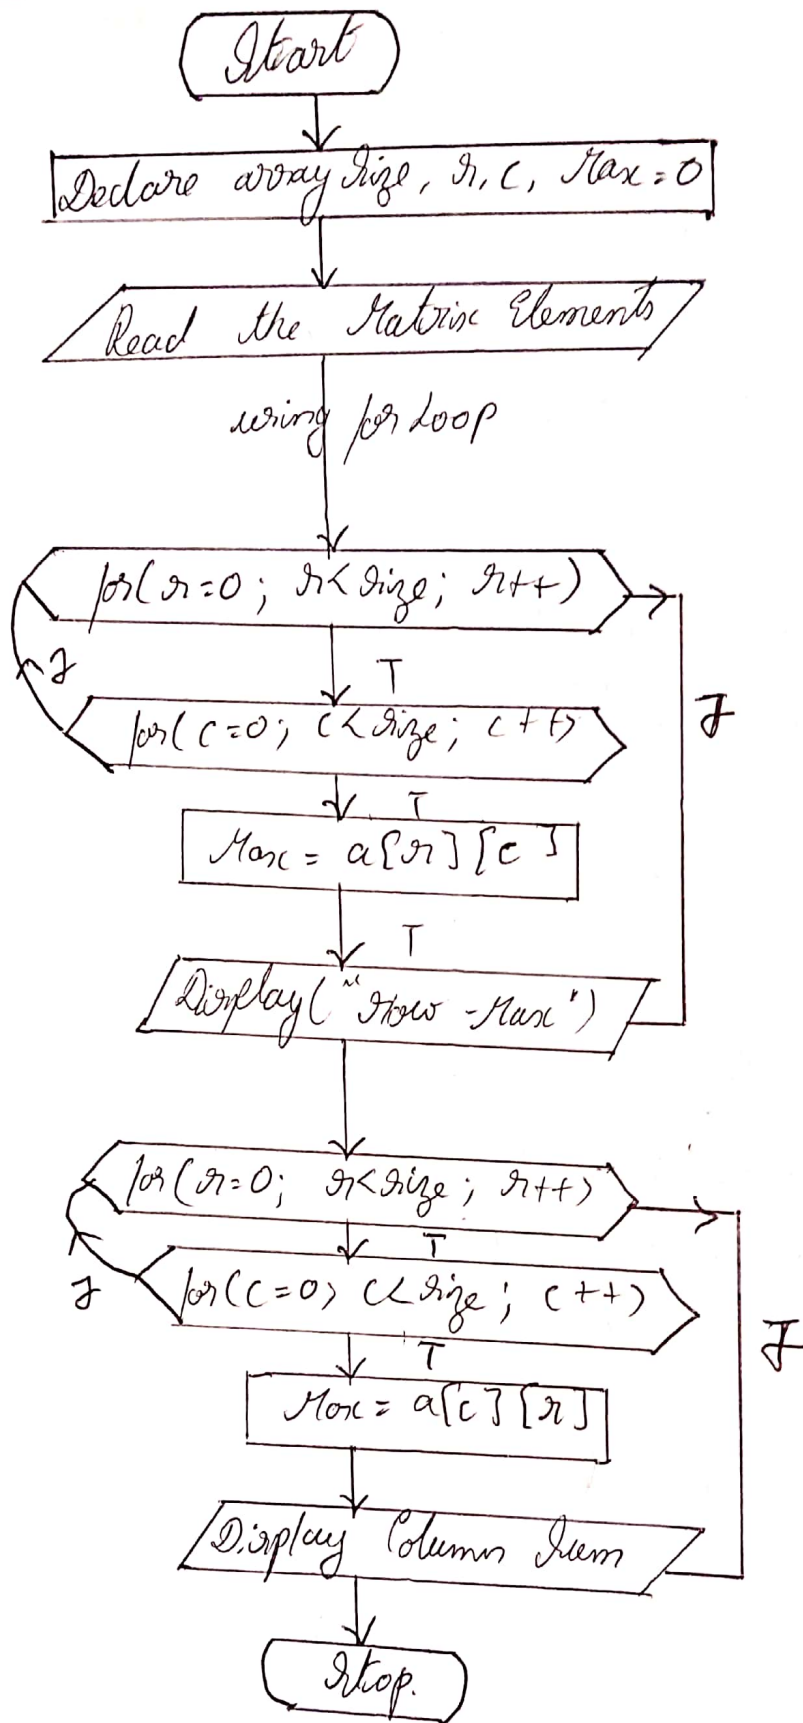 Start
Declare array size, r, c, Max = 0
Read the Matrix Elements
using for Loop
for(r=0; r<size; r++)
F
T
F
for(c=0; c<size; c++)
T
Max = a[r][c]
T
Display("row-Max")
for(r=0; r<size; r++)
T
F
for(c=0; c<size; c++)
T
F
Max = a[c][r]
Display Column Sum
Stop.